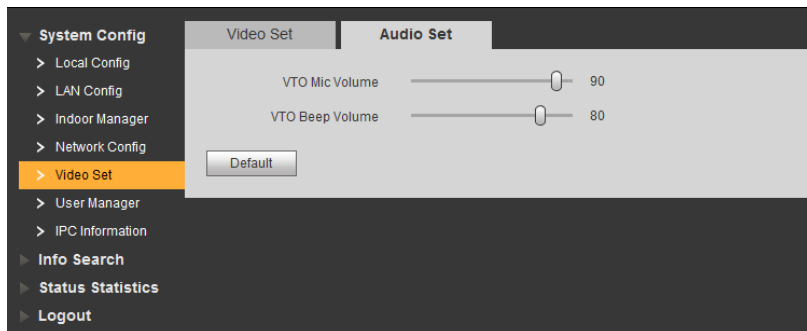 System Config
> Local Config
> LAN Config
> Indoor Manager
> Network Config
> Video Set
> User Manager
> IPC Information
Info Search
Status Statistics
Logout
Video Set Audio Set
VTO Mic Volume 90
VTO Beep Volume 80
Default